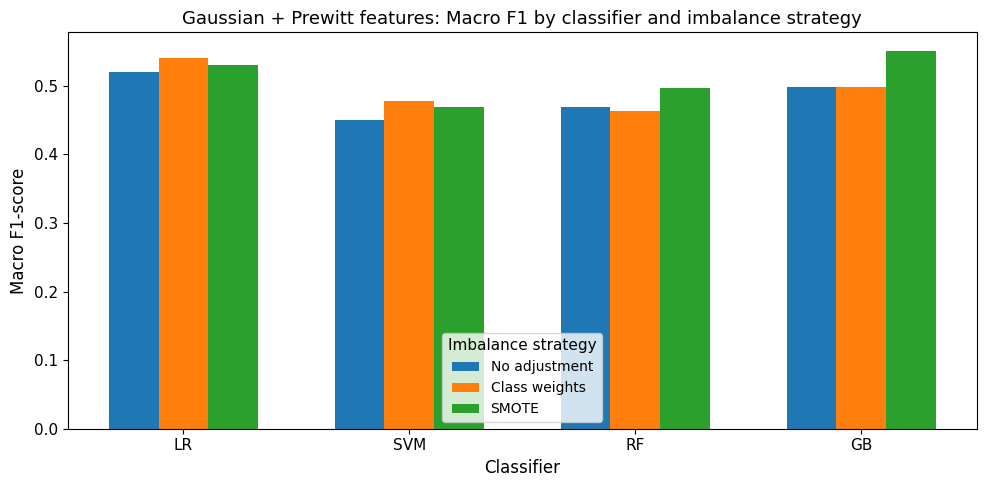 Gaussian + Prewitt features: Macro F1 by classifier and imbalance strategy
Macro F1-score
0.5
0.4
0.3
0.2
0.1
0.0
Imbalance strategy
No adjustment
Class weights
SMOTE
LR
SVM
RF
GB
Classifier